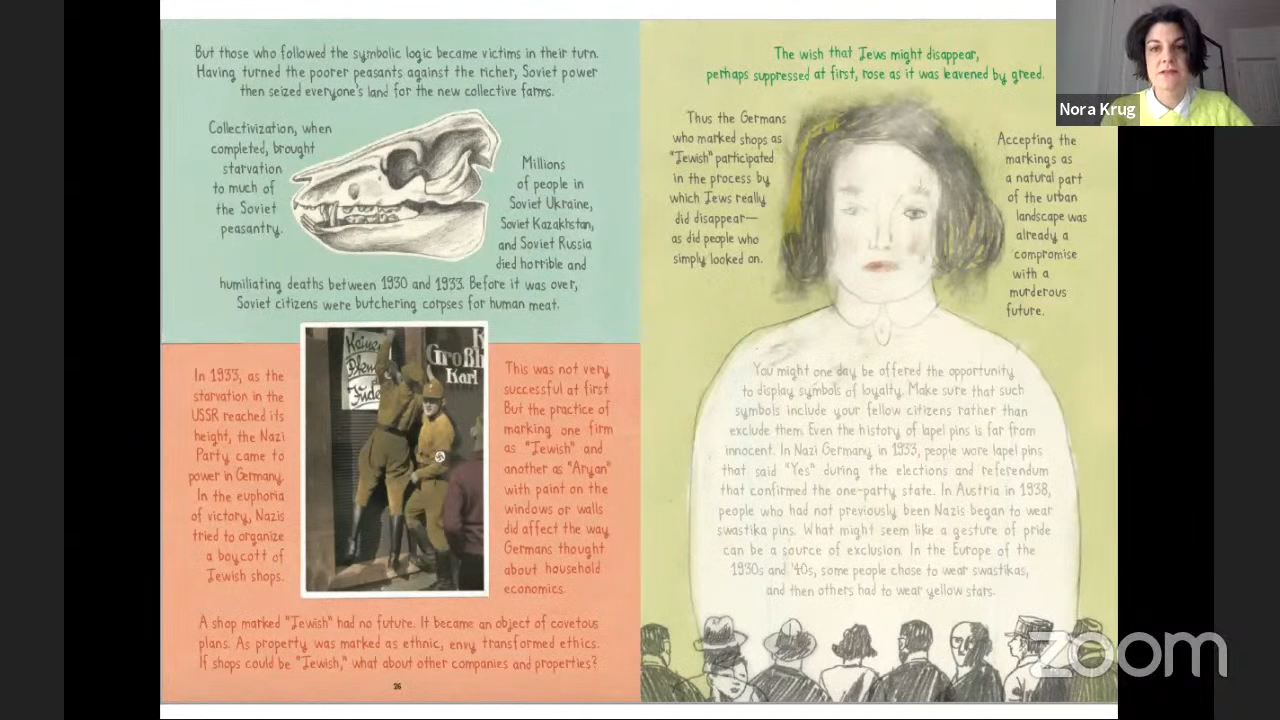 But those who followed the symbolic logic became victims in their turn.
Having turned the poorer peasants against the richer, Soviet power
then seized everyone's land for the new collective farms.
Collectivization, when
completed, brought
starvation
to much of
the Soviet
peasantry.
Millions
of people in
Soviet Ukraine,
Soviet Kazakhstan,
and Soviet Russia
died horrible and
humiliating deaths between 1930 and 1933. Before it was over,
Soviet citizens were butchering corpses for human meat.
In 1933, as the
starvation in the
USSR reached its
height, the Nazi
Party came to
power in Germany.
In the euphoria
of victory, Nazis
tried to organize
a boycott of
Jewish shops.
Groß
Karl
This was not very
successful at first
But the practice of
marking one firm
as "Jewish" and
another as "Aryan"
with paint on the
windows or walls
did affect the way
Germans thought
about household
economics.
A shop marked "Jewish" had no future. It became an object of covetous
plans. As property was marked as ethnic, envy transformed ethics.
If shops could be "Jewish," what about other companies and properties?
26
The wish that Jews might disappear,
perhaps suppressed at first, rose as it was leavened by greed.
Thus the Germans
who marked shops as
"Jewish" participated
in the process by
which Jews really
did disappear—
as did people who
simply looked on.
Accepting the
markings as
a natural part
of the urban
landscape was
already a
compromise
with a
murderous
future.
You might one day be offered the opportunity
to display symbols of loyalty. Make sure that such
symbols include your fellow citizens rather than
exclude them. Even the history of lapel pins is far from
innocent. In Nazi Germany in 1933, people wore lapel pins
that said "Yes" during the elections and referendum
that confirmed the one-party state. In Austria in 1938,
people who had not previously been Nazis began to wear
swastika pins. What might seem like a gesture of pride
can be a source of exclusion. In the Europe of the
1930s and '40s, some people chose to wear swastikas,
and then others had to wear yellow stars.
Nora Krug
zoom